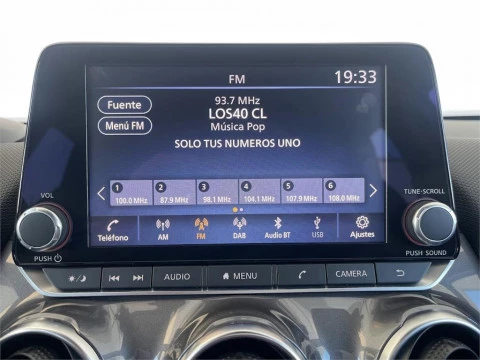 FM 19:33
93.7 MHz
Fuente LOS40 CL
Menú FM Música Pop
SOLO TUS NUMEROS UNO
1 2 3 4 5 6
100.0 MHz 87.9 MHz 98.1 MHz 104.1 MHz 107.9 MHz 108.0 MHz
Teléfono AM FM DAB Audio BT USB Ajustes
VOL TUNE·SCROLL
PUSH PUSH SOUND
AUDIO MENU CAMERA